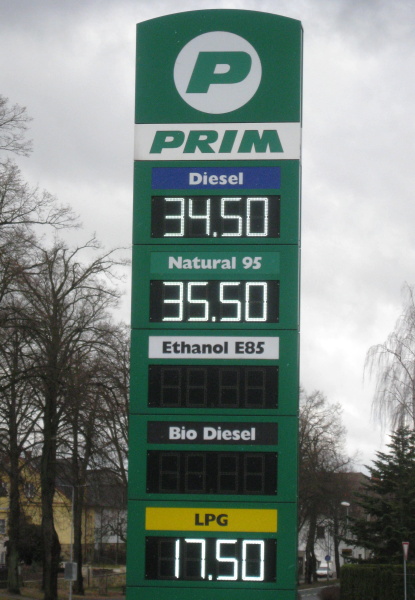 P
PRIM
Diesel
34.50
Natural 95
35.50
Ethanol E85
Bio Diesel
LPG
17.50